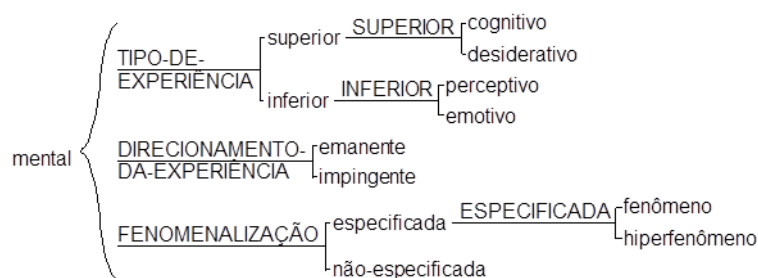 mental
TIPO-DE-
EXPERIÊNCIA
superior
SUPERIOR
cognitivo
desiderativo
inferior
INFERIOR
perceptivo
emotivo
DIRECIONAMENTO-
DA-EXPERIÊNCIA
emanente
impingente
FENOMENALIZAÇÃO
especificada
ESPECIFICADA
fenômeno
hiperfenômeno
não-especificada